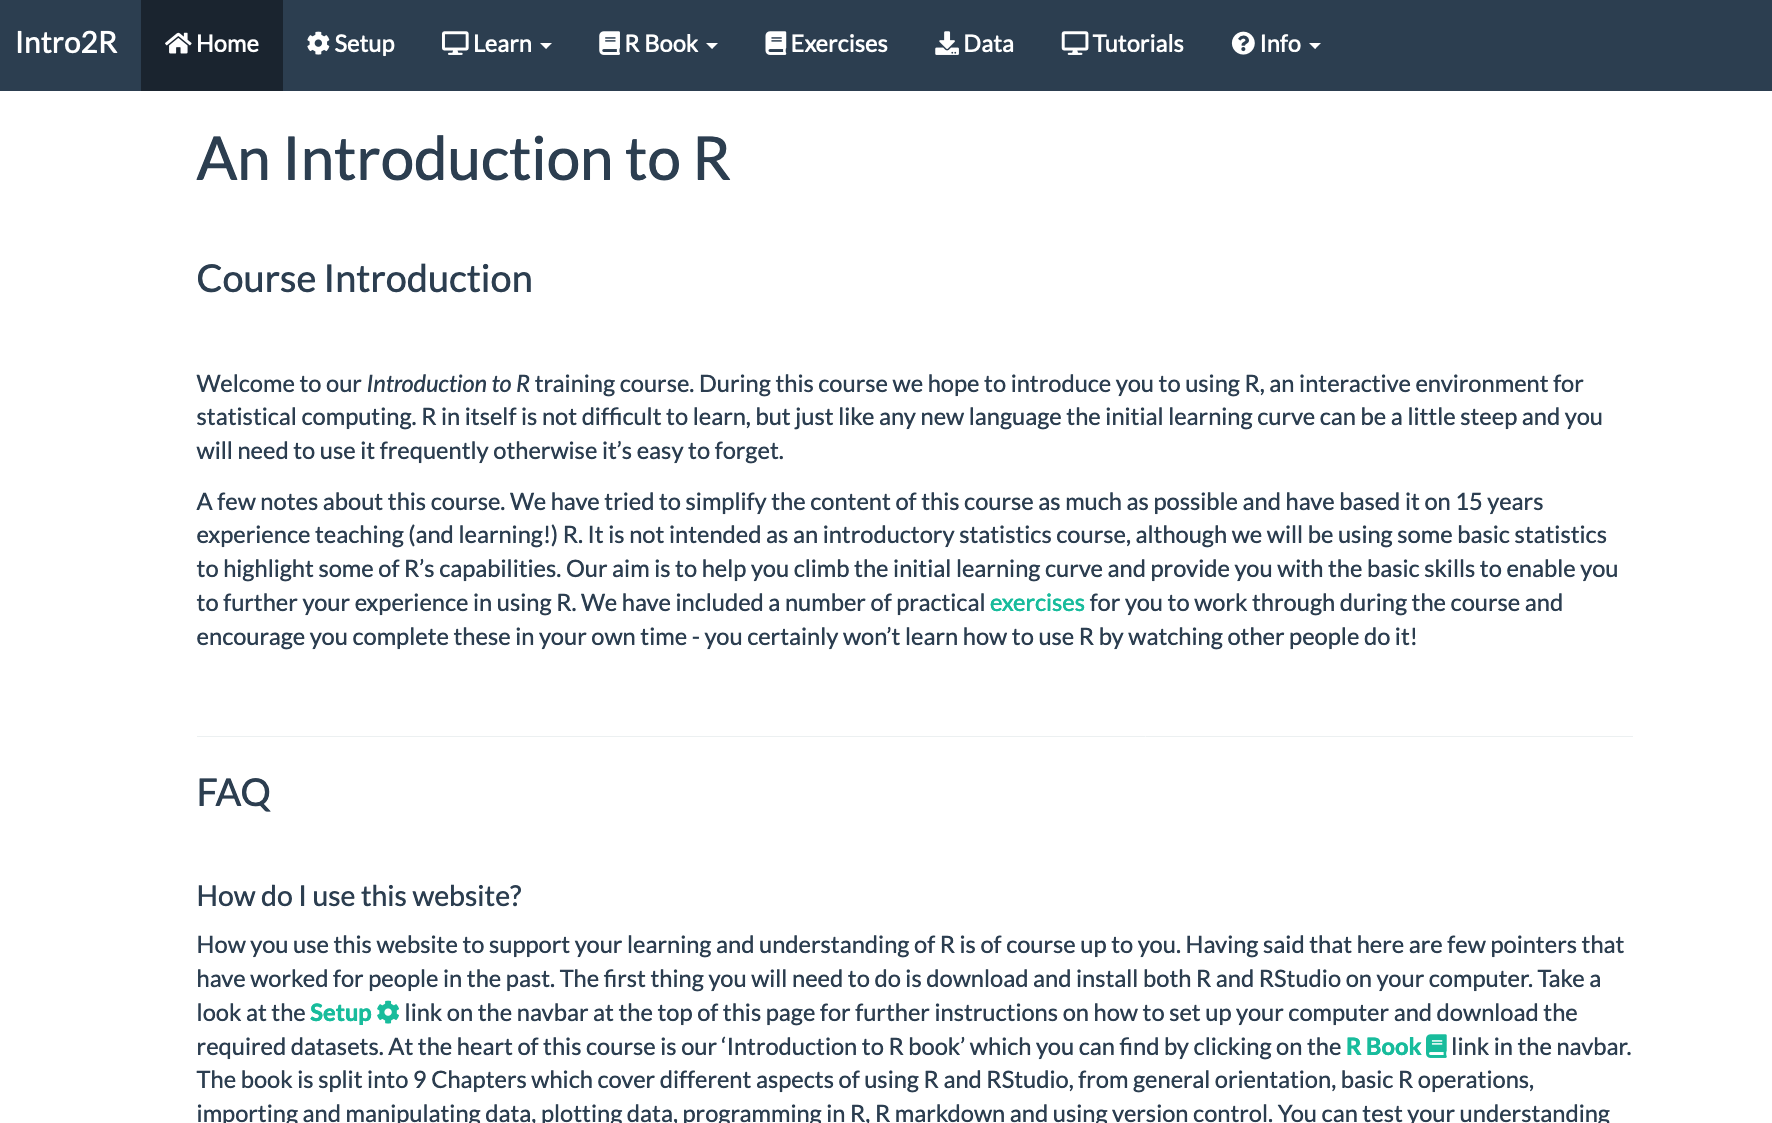 Intro2R Home Setup Learn R Book Exercises Data Tutorials Info
An Introduction to R
Course Introduction
Welcome to our Introduction to R training course. During this course we hope to introduce you to using R, an interactive environment for
statistical computing. R in itself is not difficult to learn, but just like any new language the initial learning curve can be a little steep and you
will need to use it frequently otherwise it’s easy to forget.
A few notes about this course. We have tried to simplify the content of this course as much as possible and have based it on 15 years
experience teaching (and learning!) R. It is not intended as an introductory statistics course, although we will be using some basic statistics
to highlight some of R’s capabilities. Our aim is to help you climb the initial learning curve and provide you with the basic skills to enable you
to further your experience in using R. We have included a number of practical exercises for you to work through during the course and
encourage you complete these in your own time - you certainly won’t learn how to use R by watching other people do it!
FAQ
How do I use this website?
How you use this website to support your learning and understanding of R is of course up to you. Having said that here are few pointers that
have worked for people in the past. The first thing you will need to do is download and install both R and RStudio on your computer. Take a
look at the Setup link on the navbar at the top of this page for further instructions on how to set up your computer and download the
required datasets. At the heart of this course is our ‘Introduction to R book’ which you can find by clicking on the R Book link in the navbar.
The book is split into 9 Chapters which cover different aspects of using R and RStudio, from general orientation, basic R operations,
importing and manipulating data, plotting data, programming in R, R markdown and using version control. You can test your understanding